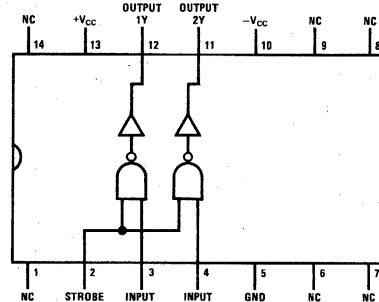 OUTPUT OUTPUT
NC +VCC 1Y 2Y −VCC NC NC
14 13 12 11 10 9 8
1 2 3 4 5 6 7
NC STROBE INPUT INPUT GND NC NC